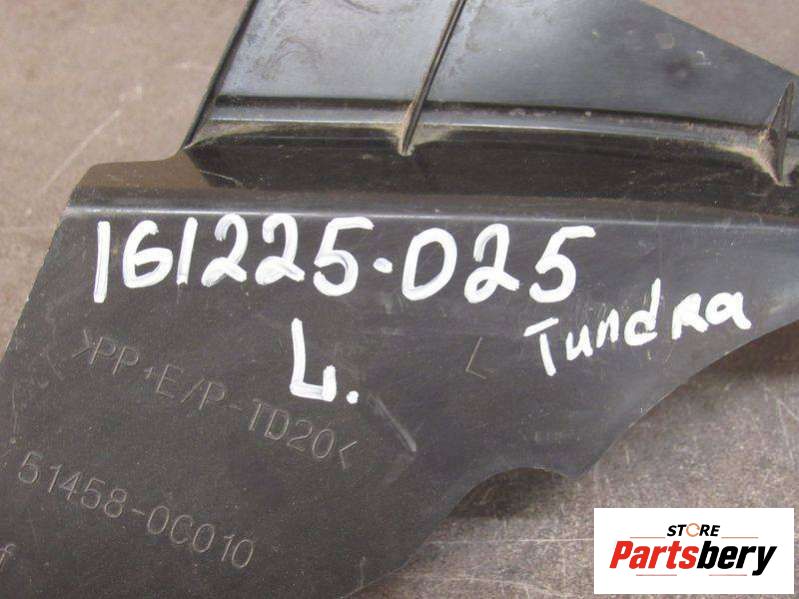 161225-025
L. L Tundra
>PP+E/P-TD20<
51458-0C010
STORE
Partsbery